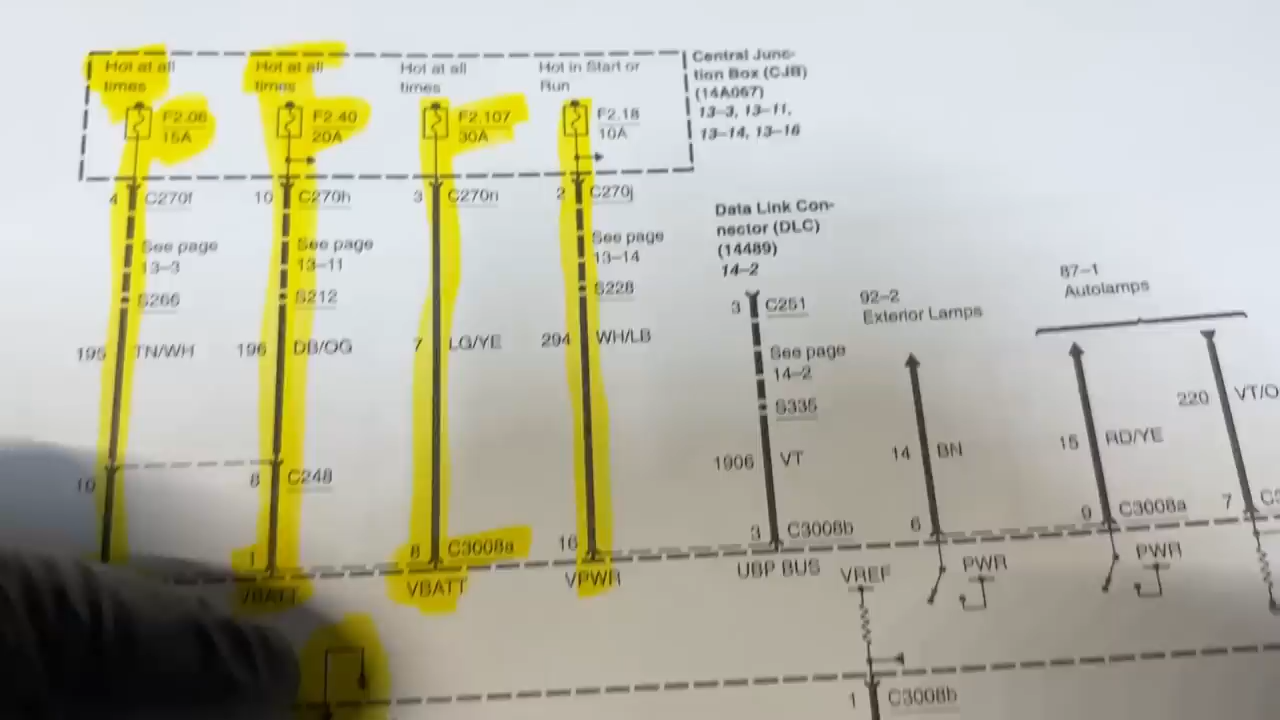 Hot at all
times
Hot at all
times
Hot at all
times
Hot in Start or
Run
Central Junc-
tion Box (CJB)
(14A067)
13-3, 13-11,
13-14, 13-16
F2.06
15A
F2.40
20A
F2.107
30A
F2.18
10A
4 C270f
10 C270h
3 C270n
2 C270j
See page
13-3
See page
13-11
See page
13-14
S266
S212
S228
Data Link Con-
nector (DLC)
(14489)
14-2
3 C251
See page
14-2
S335
92-2
Exterior Lamps
87-1
Autolamps
195 TN/WH
196 DB/OG
7 LG/YE
294 WH/LB
1906 VT
14 BN
15 RD/YE
220 VT/O
10
8 C248
1
8 C3008a
16
3 C3008b
6
9 C3008a
7
VBATT
VBATT
VPWR
UBP BUS
VREF
PWR
PWR
1 C3008b